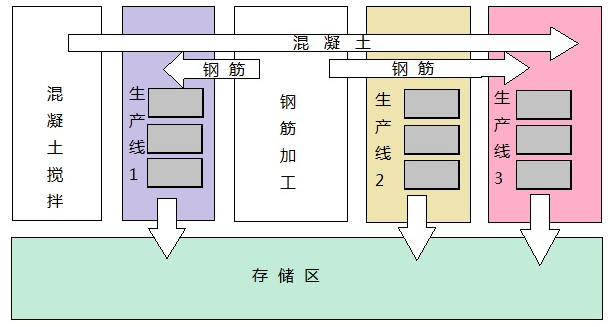 混凝土
钢筋
钢筋
混凝土搅拌
生产线1
钢筋加工
生产线2
生产线3
存储区